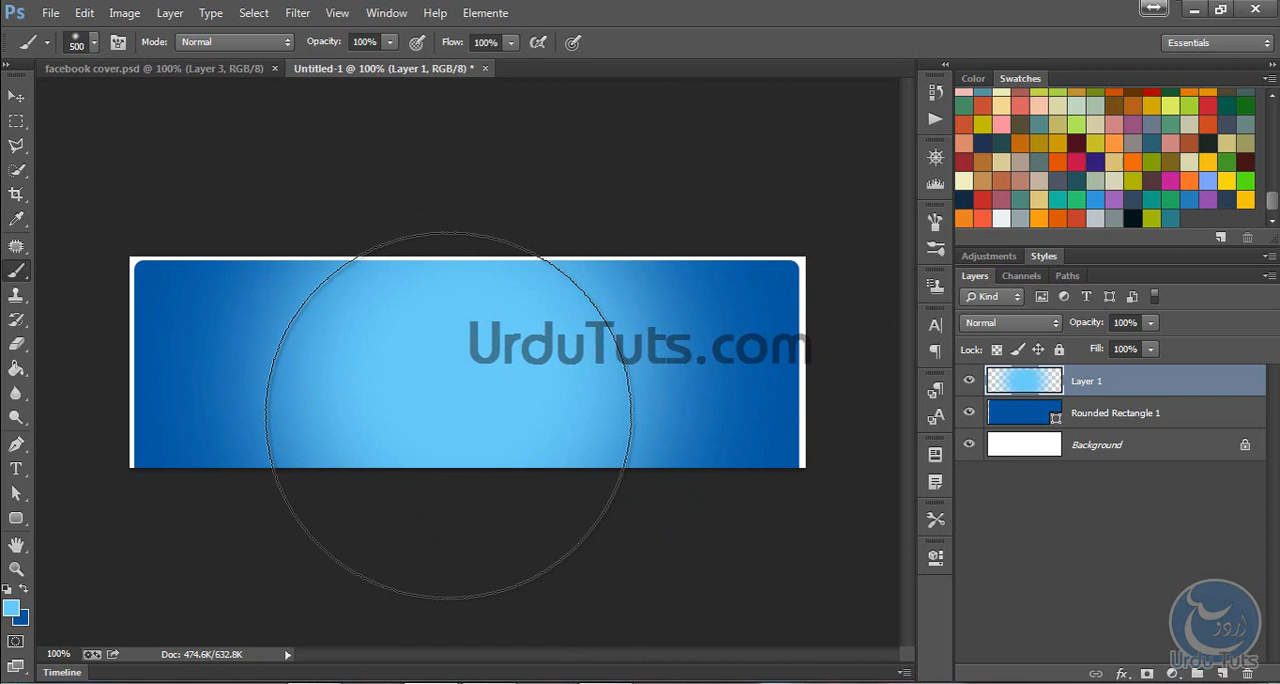 Ps File Edit Image Layer Type Select Filter View Window Help Elemente
500 Mode: Normal Opacity: 100% Flow: 100% Essentials
facebook cover.psd @ 100% (Layer 3, RGB/8) × Untitled-1 @ 100% (Layer 1, RGB/8) * ×
Color Swatches
Adjustments Styles
Layers Channels Paths
Kind
Normal Opacity: 100%
Lock: Fill: 100%
UrduTuts.com
Layer 1
Rounded Rectangle 1
Background
اردو
Urdu-Tuts
100% Doc: 474.6K/632.8K
Timeline